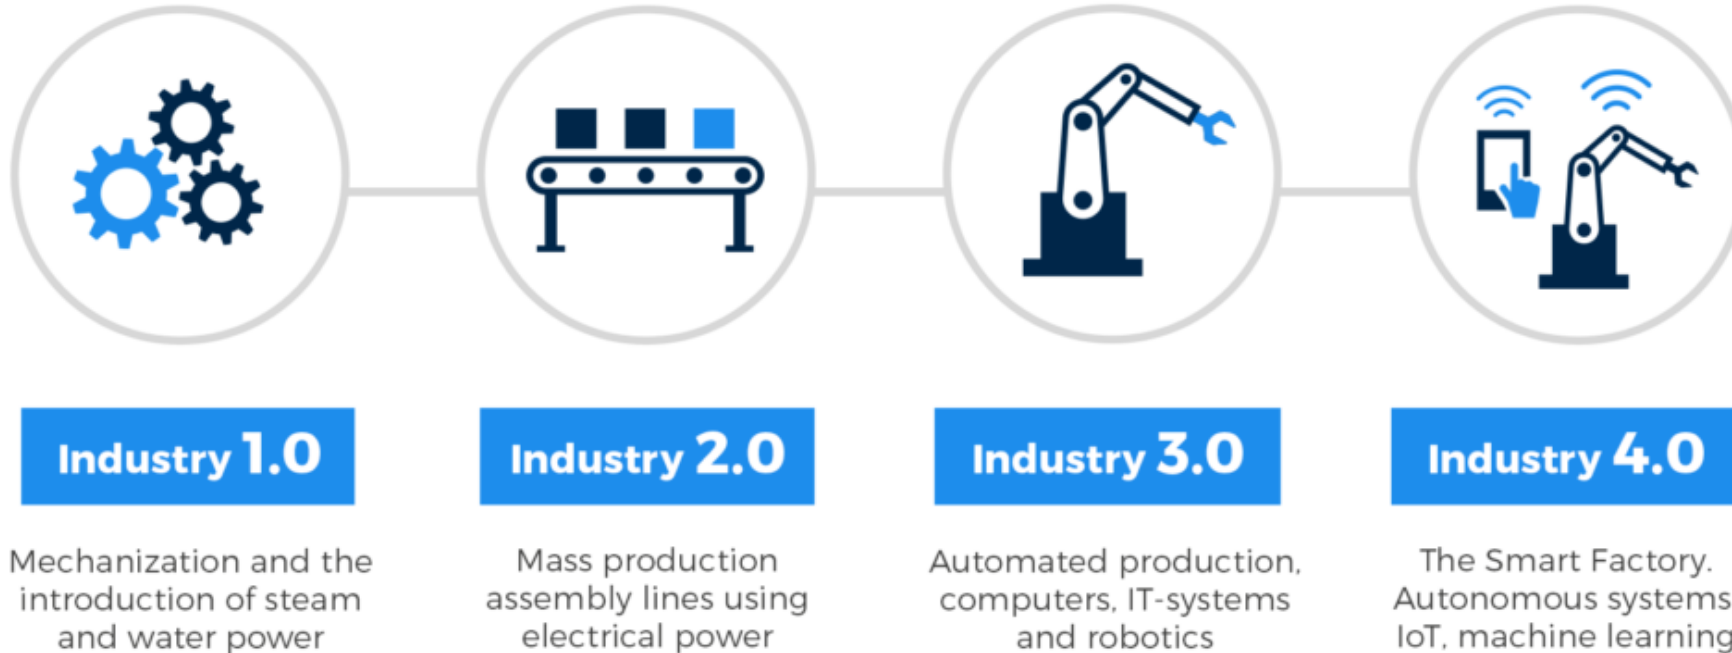 Industry 1.0
Mechanization and the
introduction of steam
and water power
Industry 2.0
Mass production
assembly lines using
electrical power
Industry 3.0
Automated production,
computers, IT-systems
and robotics
Industry 4.0
The Smart Factory.
Autonomous systems
IoT, machine learning